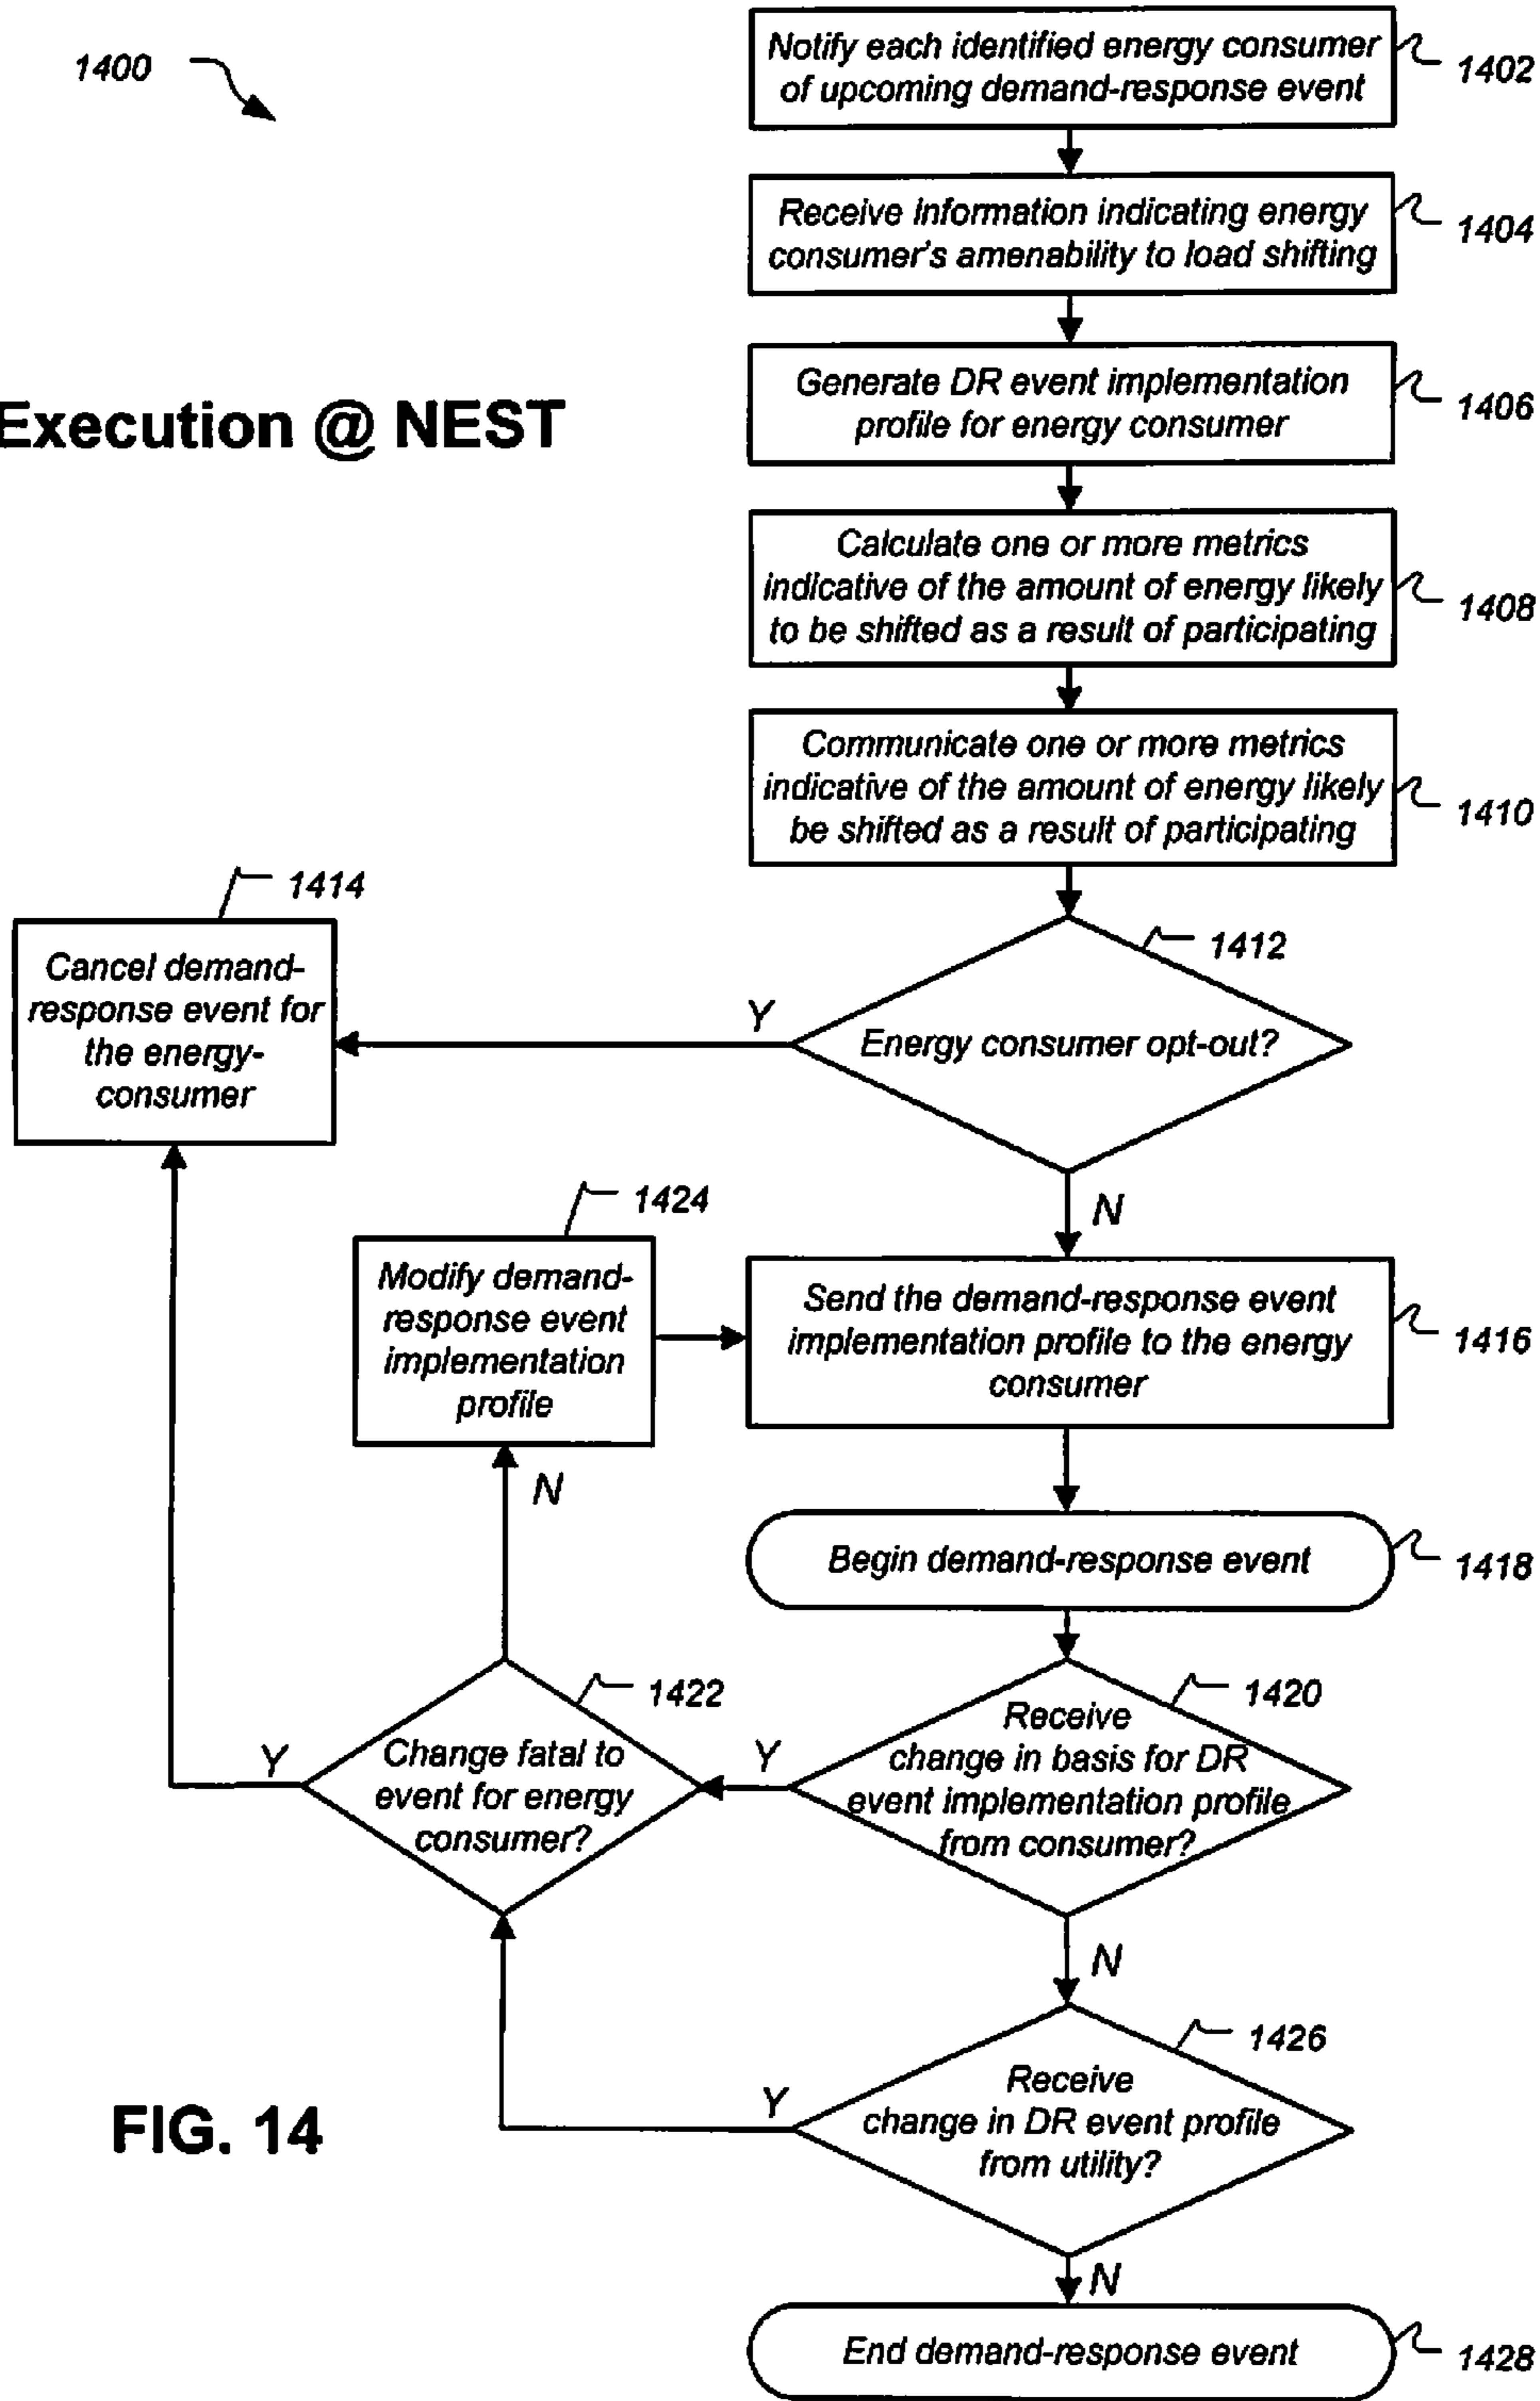 1400
Notify each identified energy consumer
of upcoming demand-response event
1402
Receive information indicating energy
consumer's amenability to load shifting
1404
Execution @ NEST
Generate DR event implementation
profile for energy consumer
1406
Calculate one or more metrics
indicative of the amount of energy likely
to be shifted as a result of participating
1408
Communicate one or more metrics
indicative of the amount of energy likely
be shifted as a result of participating
1410
1414
Cancel demand-
response event for
the energy-
consumer
1412
Energy consumer opt-out?
Y
N
1424
Modify demand-
response event
implementation
profile
Send the demand-response event
implementation profile to the energy
consumer
1416
N
Begin demand-response event
1418
1422
Change fatal to
event for energy
consumer?
Y
Y
1420
Receive
change in basis for DR
event implementation profile
from consumer?
N
1426
Receive
change in DR event profile
from utility?
Y
N
FIG. 14
End demand-response event
1428